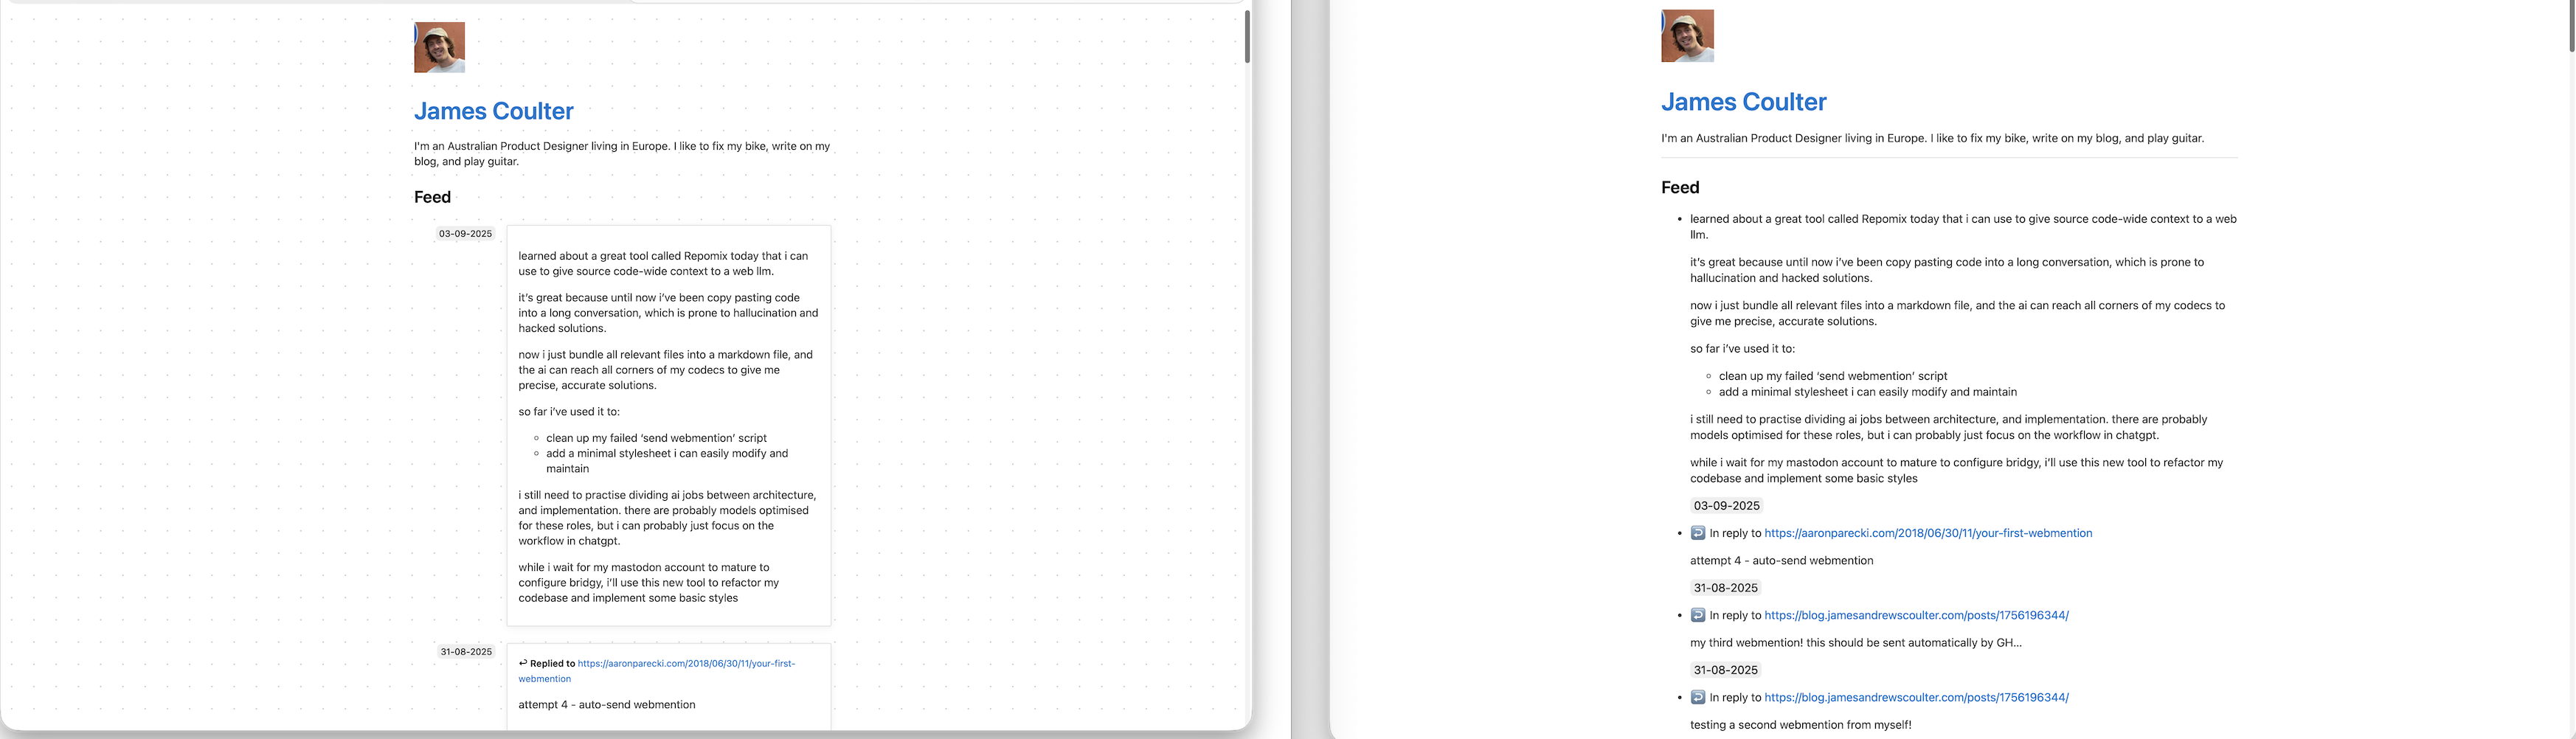 James Coulter
I'm an Australian Product Designer living in Europe. I like to fix my bike, write on my
blog, and play guitar.
Feed
03-09-2025
learned about a great tool called Repomix today that i can
use to give source code-wide context to a web llm.
it's great because until now i've been copy pasting code
into a long conversation, which is prone to hallucination and
hacked solutions.
now i just bundle all relevant files into a markdown file, and
the ai can reach all corners of my codecs to give me
precise, accurate solutions.
so far i've used it to:
◦ clean up my failed ‘send webmention’ script
◦ add a minimal stylesheet i can easily modify and
maintain
i still need to practise dividing ai jobs between architecture,
and implementation. there are probably models optimised
for these roles, but i can probably just focus on the
workflow in chatgpt.
while i wait for my mastodon account to mature to
configure bridgy, i'll use this new tool to refactor my
codebase and implement some basic styles
31-08-2025
↩ Replied to https://aaronparecki.com/2018/06/30/11/your-first-
webmention
attempt 4 - auto-send webmention
James Coulter
I'm an Australian Product Designer living in Europe. I like to fix my bike, write on my blog, and play guitar.
Feed
• learned about a great tool called Repomix today that i can use to give source code-wide context to a web
llm.
it's great because until now i've been copy pasting code into a long conversation, which is prone to
hallucination and hacked solutions.
now i just bundle all relevant files into a markdown file, and the ai can reach all corners of my codecs to
give me precise, accurate solutions.
so far i've used it to:
◦ clean up my failed ‘send webmention’ script
◦ add a minimal stylesheet i can easily modify and maintain
i still need to practise dividing ai jobs between architecture, and implementation. there are probably
models optimised for these roles, but i can probably just focus on the workflow in chatgpt.
while i wait for my mastodon account to mature to configure bridgy, i'll use this new tool to refactor my
codebase and implement some basic styles
03-09-2025
• ↩️ In reply to https://aaronparecki.com/2018/06/30/11/your-first-webmention
attempt 4 - auto-send webmention
31-08-2025
• ↩️ In reply to https://blog.jamesandrewscoulter.com/posts/1756196344/
my third webmention! this should be sent automatically by GH...
31-08-2025
• ↩️ In reply to https://blog.jamesandrewscoulter.com/posts/1756196344/
testing a second webmention from myself!